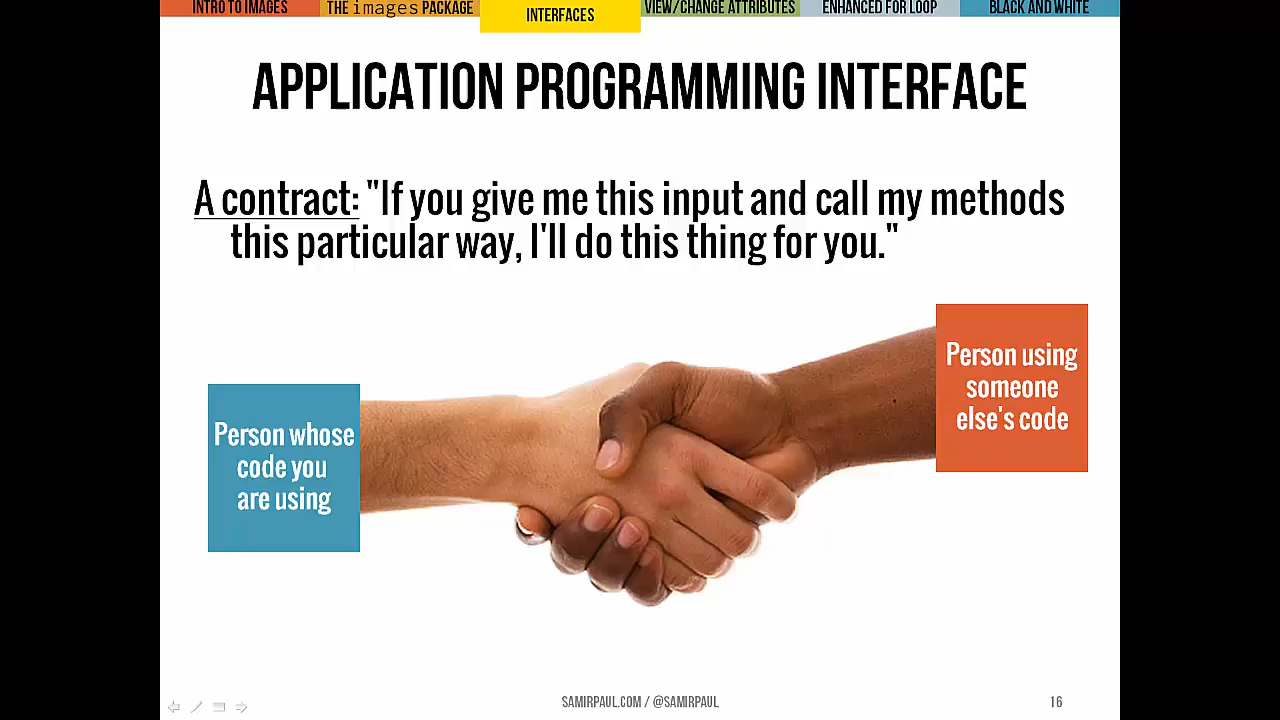 INTRO TO IMAGES
THE images PACKAGE
INTERFACES
VIEW/CHANGE ATTRIBUTES
ENHANCED FOR LOOP
BLACK AND WHITE
APPLICATION PROGRAMMING INTERFACE
A contract: "If you give me this input and call my methods
this particular way, I'll do this thing for you."
Person using
someone
else's code
Person whose
code you
are using
SAMIRPAUL.COM / @SAMIRPAUL
16